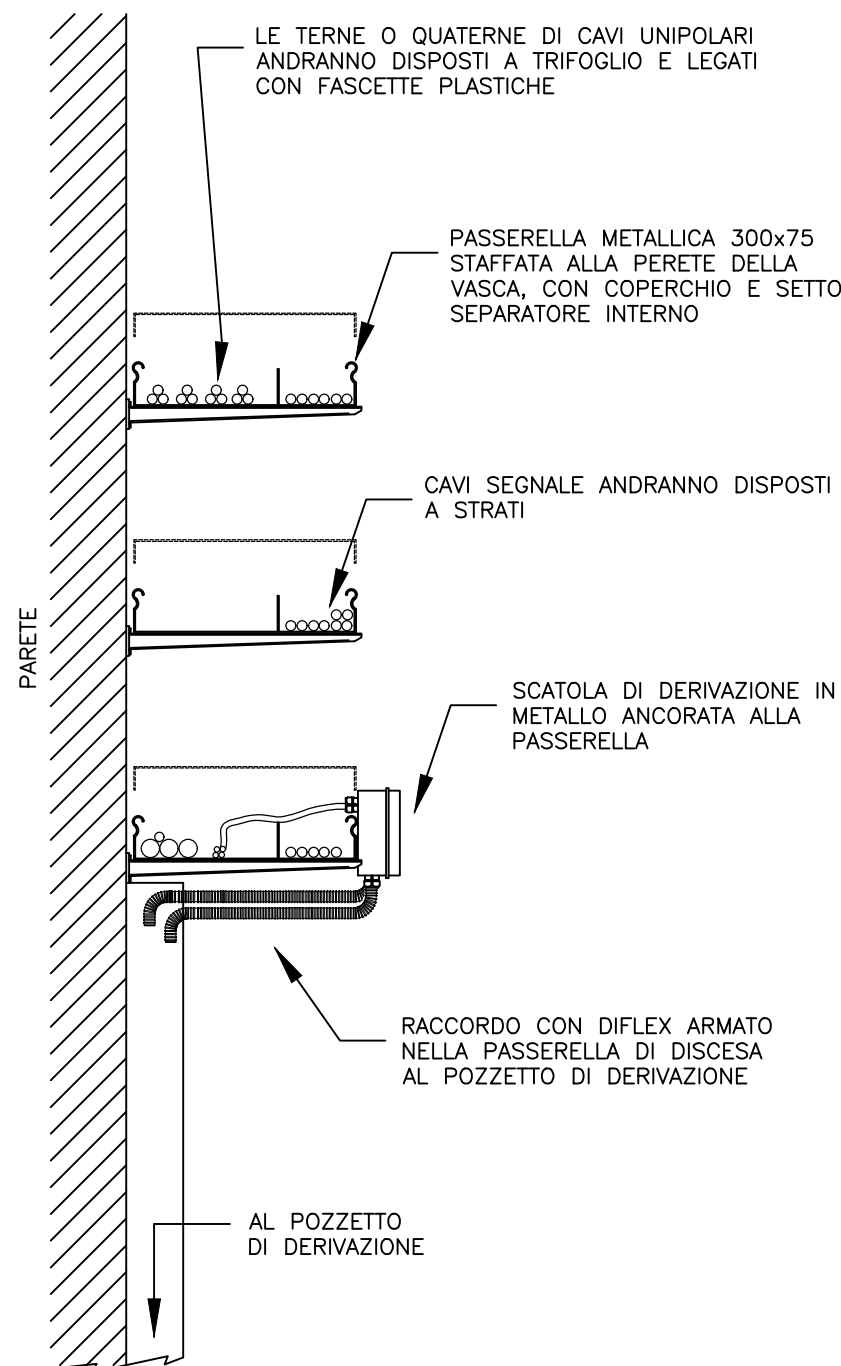 LE TERNE O QUATERNE DI CAVI UNIPOLARI
ANDRANNO DISPOSTI A TRIFOGLIO E LEGATI
CON FASCETTE PLASTICHE
PASSERELLA METALLICA 300x75
STAFFATA ALLA PERETE DELLA
VASCA, CON COPERCHIO E SETTO
SEPARATORE INTERNO
CAVI SEGNALE ANDRANNO DISPOSTI
A STRATI
PARETE
SCATOLA DI DERIVAZIONE IN
METALLO ANCORATA ALLA
PASSERELLA
RACCORDO CON DIFLEX ARMATO
NELLA PASSERELLA DI DISCESA
AL POZZETTO DI DERIVAZIONE
AL POZZETTO
DI DERIVAZIONE